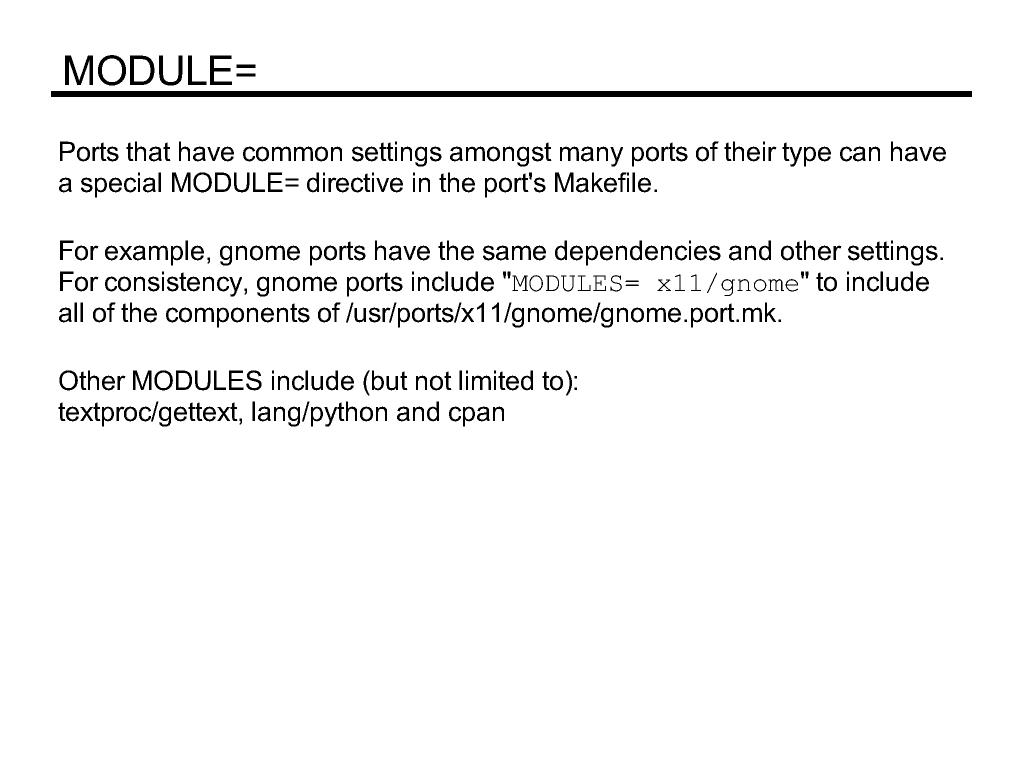 MODULE=
Ports that have common settings amongst many ports of their type can have
a special MODULE= directive in the port's Makefile.
For example, gnome ports have the same dependencies and other settings.
For consistency, gnome ports include "MODULES= x11/gnome" to include
all of the components of /usr/ports/x11/gnome/gnome.port.mk.
Other MODULES include (but not limited to):
textproc/gettext, lang/python and cpan